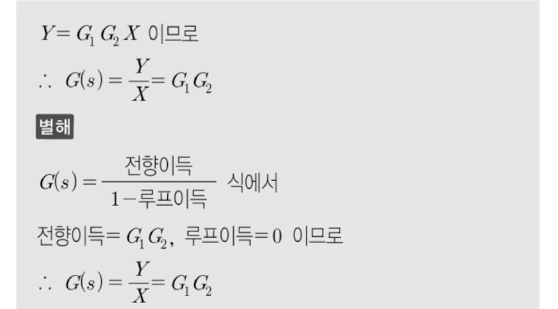 Y = G₁ G₂ X 이므로
∴ G(s) = Y/X = G₁G₂
별해
G(s) = 전향이득/1−루프이득 식에서
전향이득 = G₁G₂, 루프이득 = 0 이므로
∴ G(s) = Y/X = G₁G₂